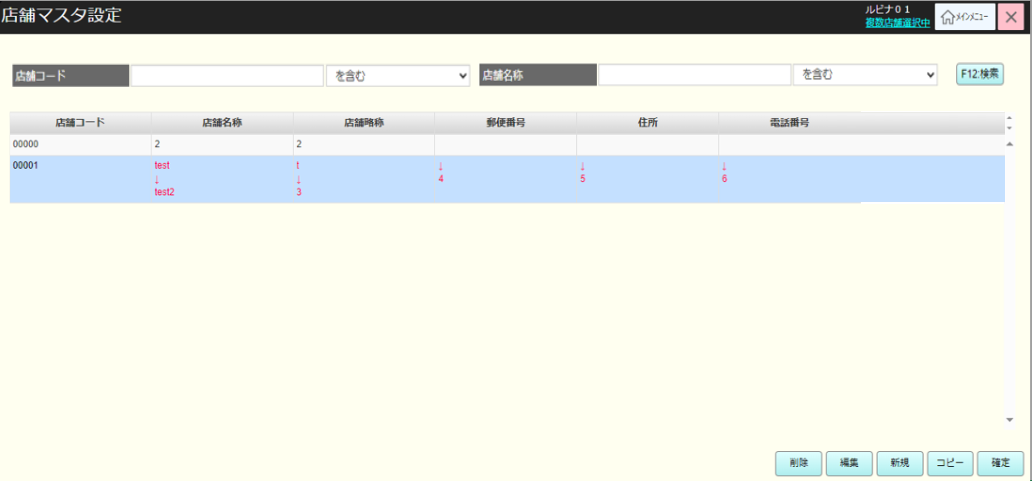 店舗マスタ設定
ルビナ01
複数店舗選択中
メインメニュー
店舗コード
を含む
店舗名称
を含む
F12:検索
店舗コード 店舗名称 店舗略称 郵便番号 住所 電話番号
00000 2 2
00001 test t ↓ ↓ ↓
↓ ↓ 4 5 6
test2 3
削除 編集 新規 コピー 確定